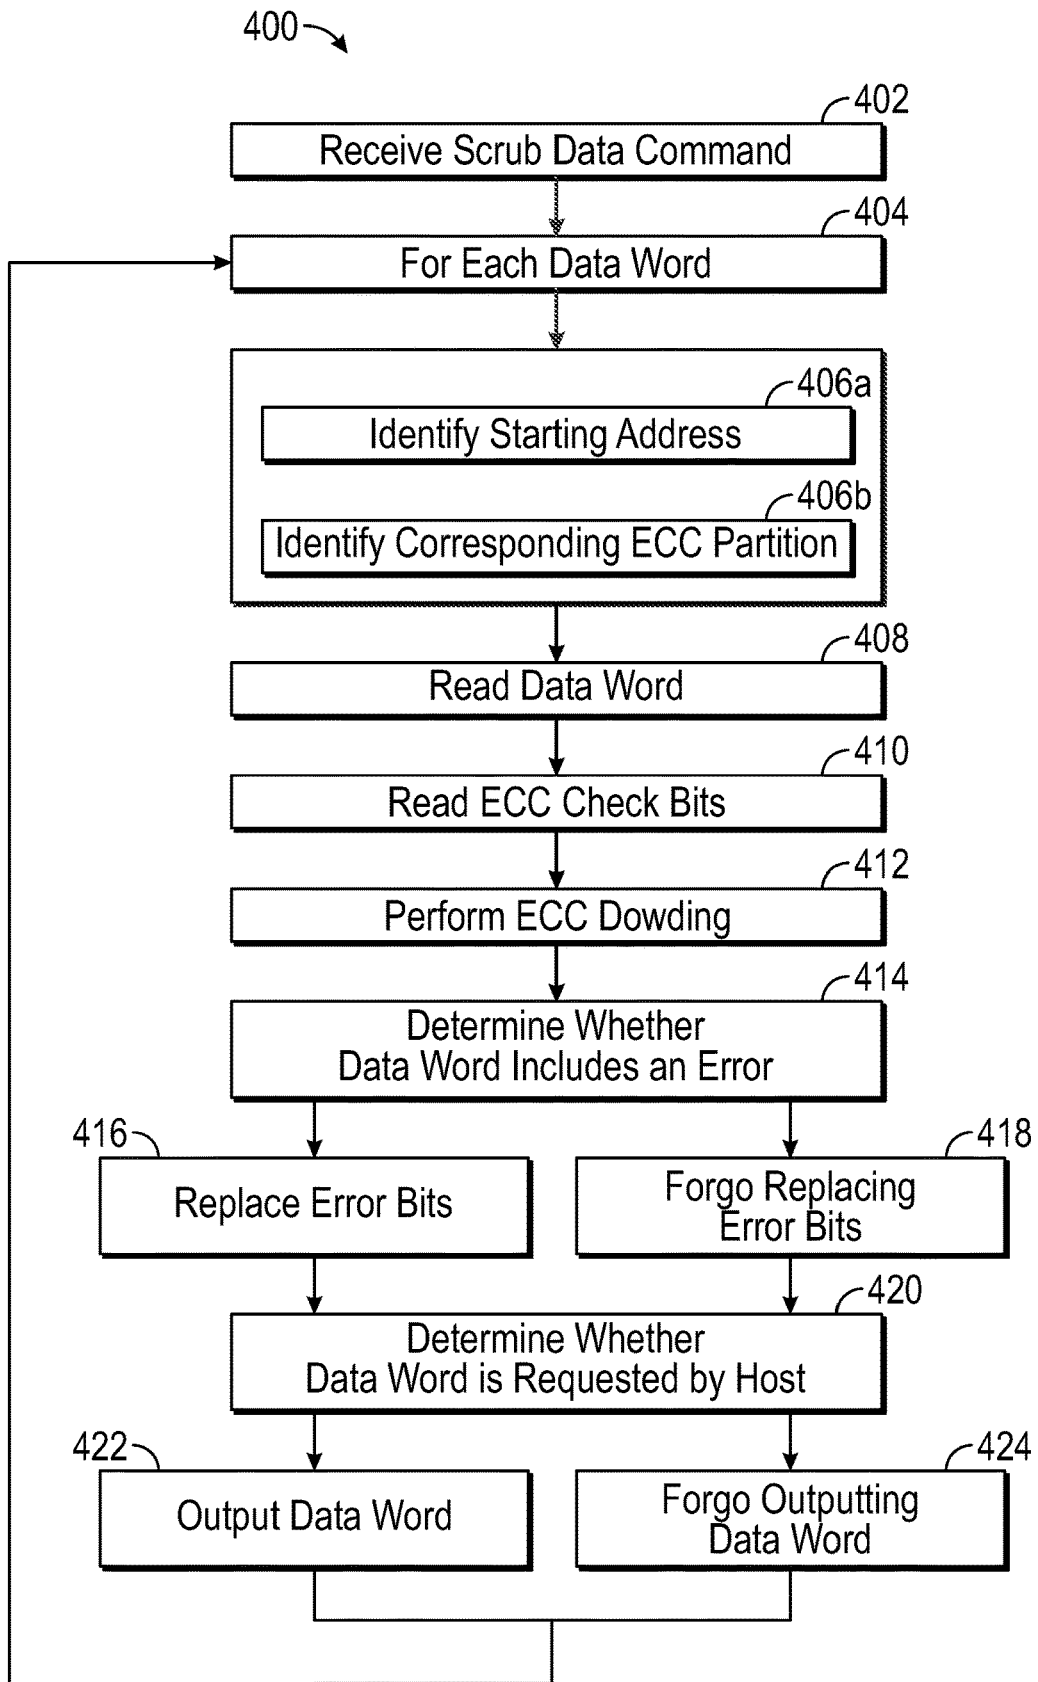 400
402
Receive Scrub Data Command
404
For Each Data Word
406a
Identify Starting Address
406b
Identify Corresponding ECC Partition
408
Read Data Word
410
Read ECC Check Bits
412
Perform ECC Dowding
414
Determine Whether
Data Word Includes an Error
416
Replace Error Bits
418
Forgo Replacing
Error Bits
420
Determine Whether
Data Word is Requested by Host
422
Output Data Word
424
Forgo Outputting
Data Word